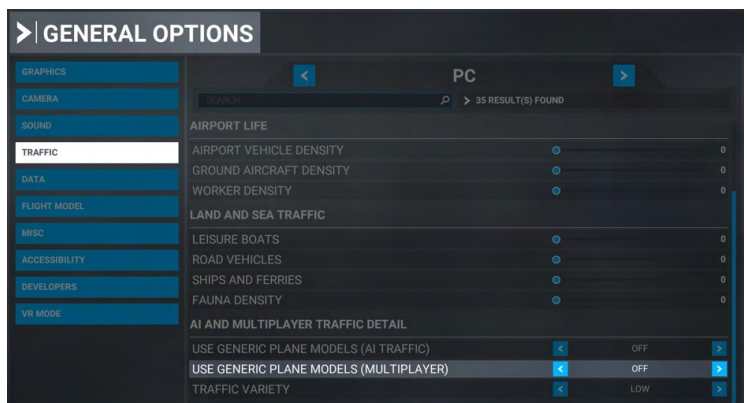 GENERAL OPTIONS
GRAPHICS
CAMERA
SOUND
TRAFFIC
DATA
FLIGHT MODEL
MISC
ACCESSIBILITY
DEVELOPERS
VR MODE
PC
SEARCH 35 RESULT(S) FOUND
AIRPORT LIFE
AIRPORT VEHICLE DENSITY 0
GROUND AIRCRAFT DENSITY 0
WORKER DENSITY 0
LAND AND SEA TRAFFIC
LEISURE BOATS 0
ROAD VEHICLES 0
SHIPS AND FERRIES 0
FAUNA DENSITY 0
AI AND MULTIPLAYER TRAFFIC DETAIL
USE GENERIC PLANE MODELS (AI TRAFFIC) OFF
USE GENERIC PLANE MODELS (MULTIPLAYER) OFF
TRAFFIC VARIETY LOW